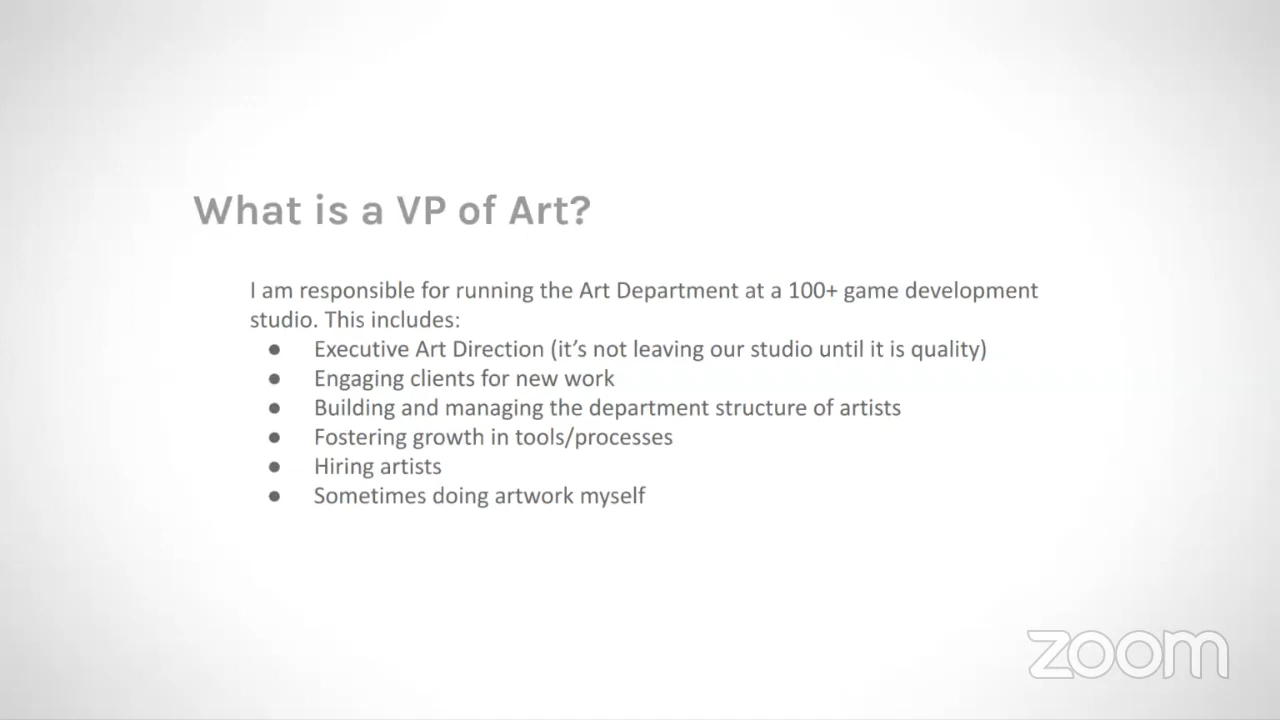 What is a VP of Art?
I am responsible for running the Art Department at a 100+ game development
studio. This includes:
● Executive Art Direction (it’s not leaving our studio until it is quality)
● Engaging clients for new work
● Building and managing the department structure of artists
● Fostering growth in tools/processes
● Hiring artists
● Sometimes doing artwork myself
zoom